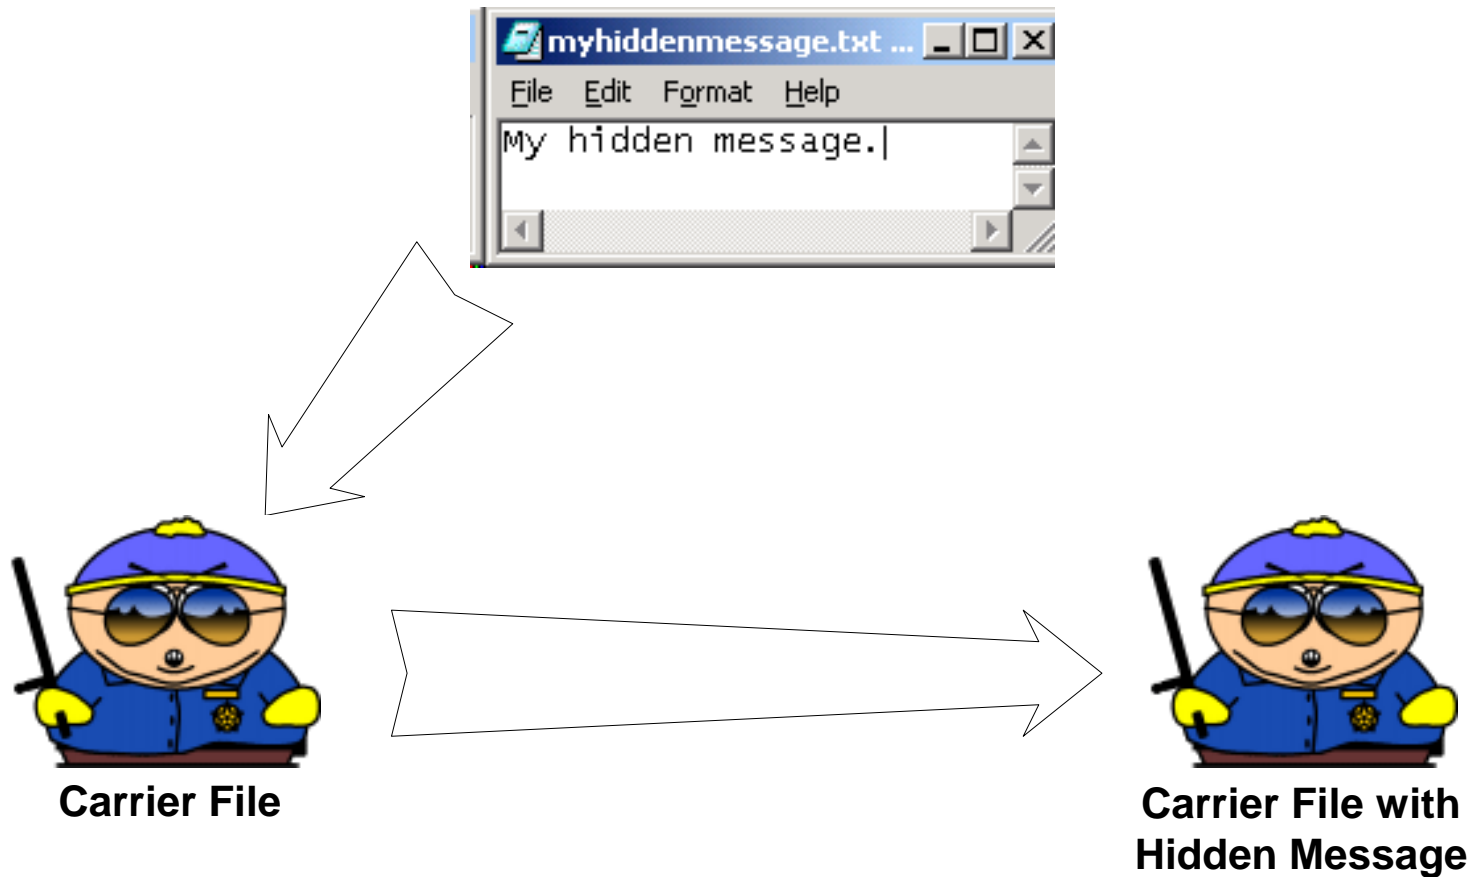 myhiddenmessage.txt ...
File Edit Format Help
My hidden message.
Carrier File
Carrier File with
Hidden Message